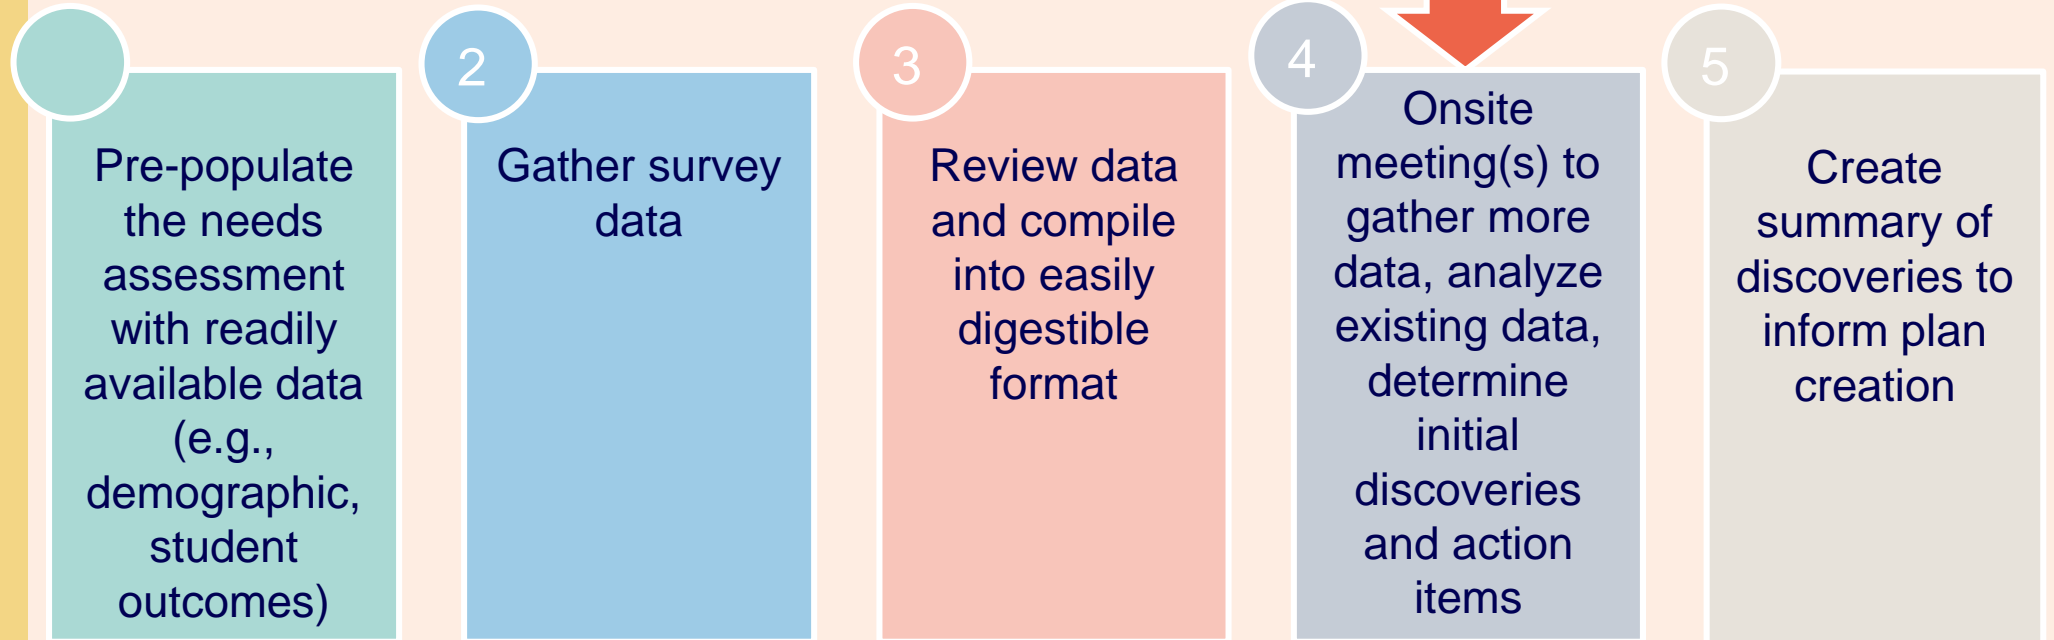 Pre-populate
the needs
assessment
with readily
available data
(e.g.,
demographic,
student
outcomes)
2
Gather survey
data
3
Review data
and compile
into easily
digestible
format
4
Onsite
meeting(s) to
gather more
data, analyze
existing data,
determine
initial
discoveries
and action
items
5
Create
summary of
discoveries to
inform plan
creation